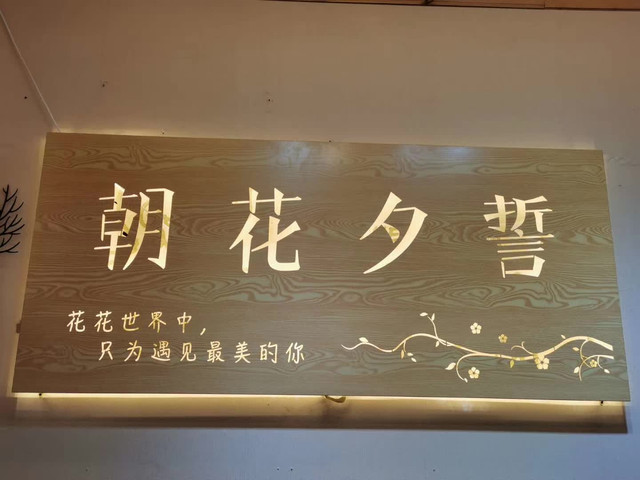 朝花夕誓
花花世界中,
只为遇见最美的你